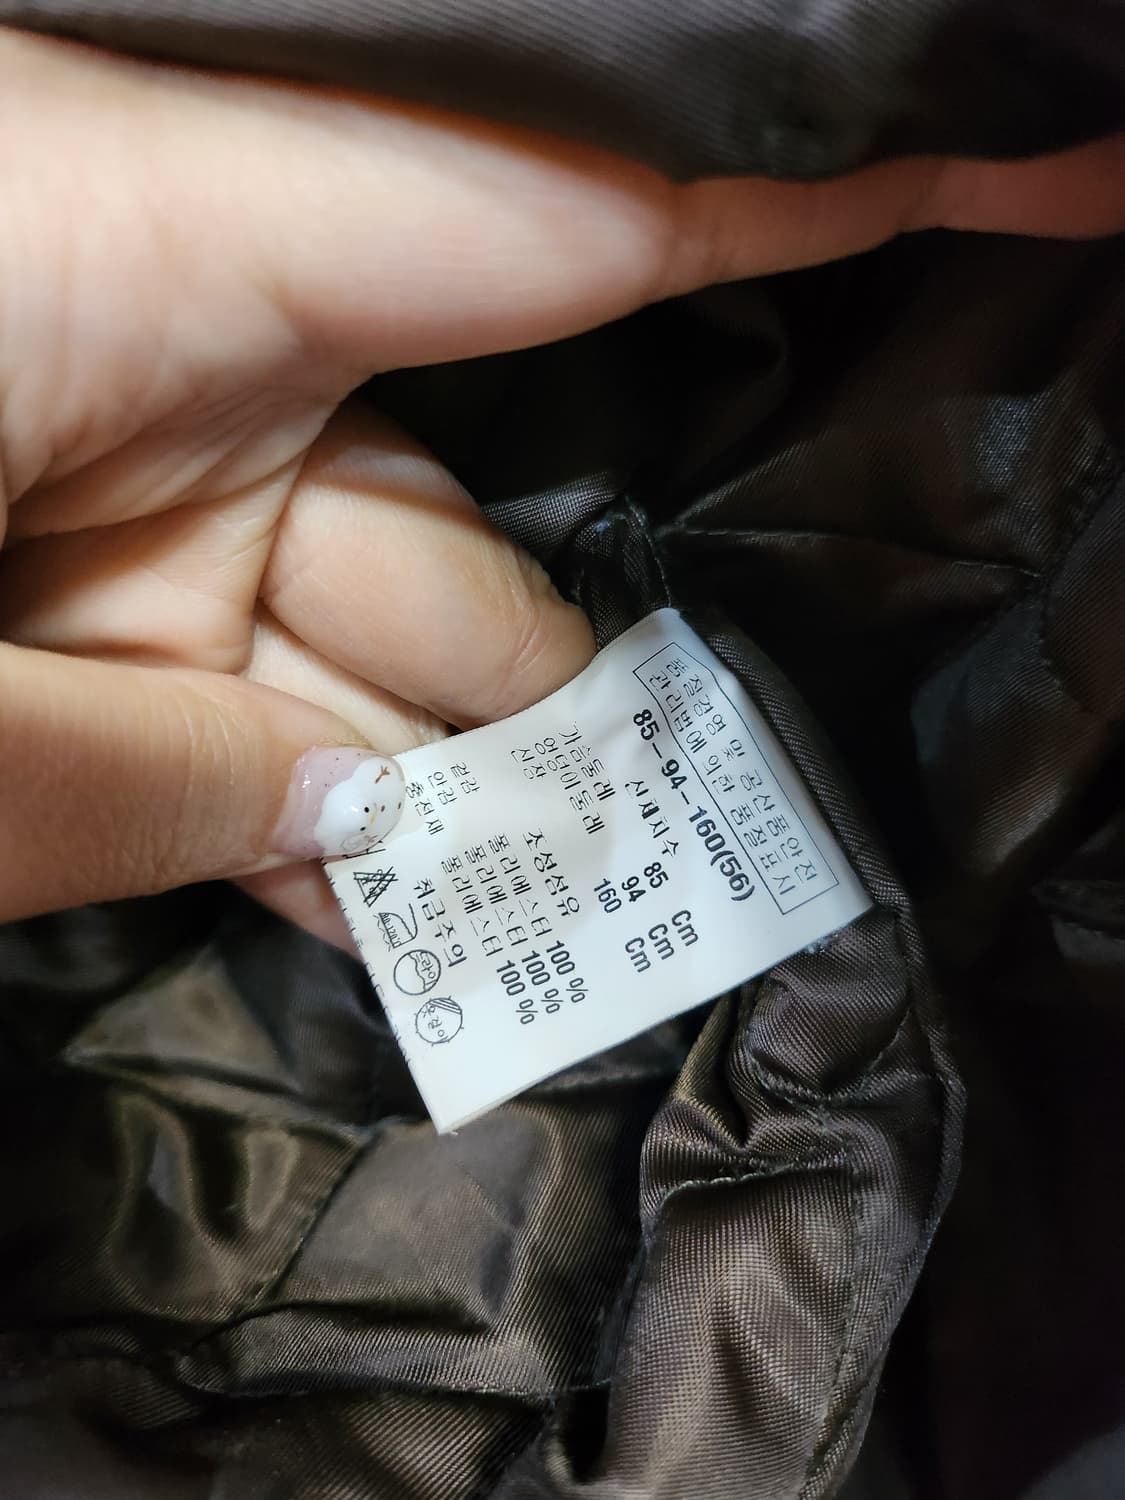 품질경영 및 공산품안전
관리법에 의한 품질표시
85-94-160(56)
신체치수
가슴둘레 85 Cm
엉덩이둘레 94 Cm
신장 160 Cm
조성섬유
겉감 폴리에스터 100 %
안감 폴리에스터 100 %
충전재 폴리에스터 100 %
취급주의
드라이